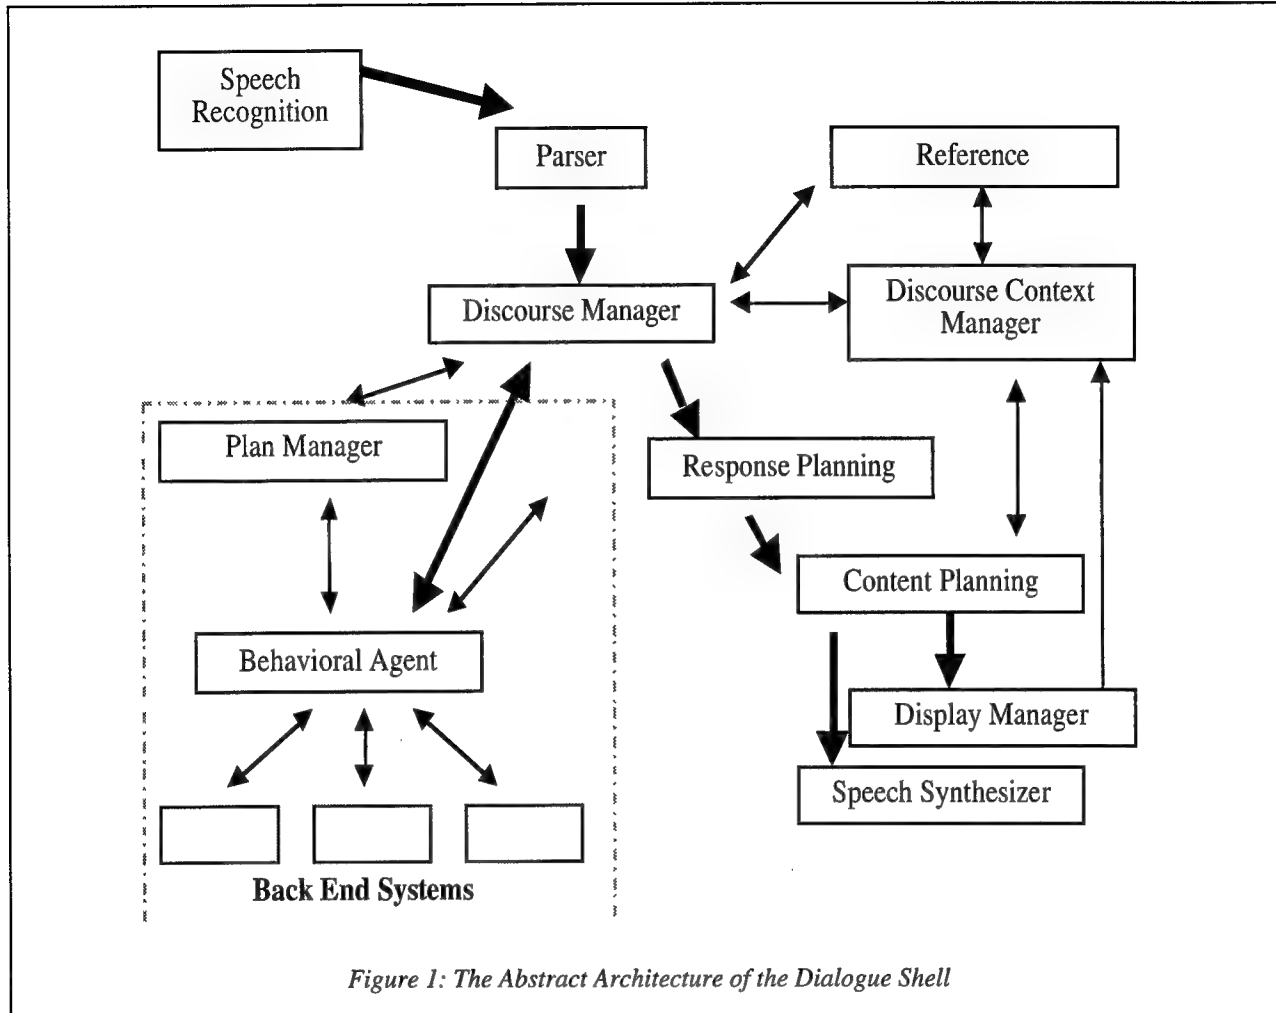 Speech
Recognition
Parser
Reference
Discourse Manager
Discourse Context
Manager
Plan Manager
Response Planning
Content Planning
Behavioral Agent
Display Manager
Speech Synthesizer
Back End Systems
Figure 1: The Abstract Architecture of the Dialogue Shell